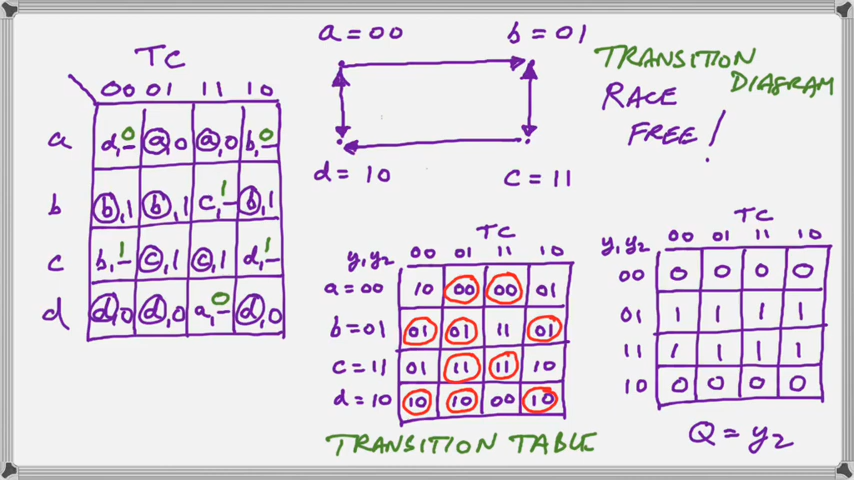 TC
00 01 11 10
a d,– 0 ⓐ,0 ⓐ,0 b,– 0
b ⓑ,1 ⓑ,1 c,– 1 ⓑ,1
c b,– 1 ⓒ,1 ⓒ,1 d,– 1
d ⓓ,0 ⓓ,0 a,– 0 ⓓ,0
a = 00 b = 01
d = 10 c = 11
TRANSITION
DIAGRAM
RACE
FREE!
TC
y₁y₂ 00 01 11 10
a = 00 10 00 00 01
b = 01 01 01 11 01
c = 11 01 11 11 10
d = 10 10 10 00 10
TRANSITION TABLE
TC
y₁y₂ 00 01 11 10
00 0 0 0 0
01 1 1 1 1
11 1 1 1 1
10 0 0 0 0
Q = y₂